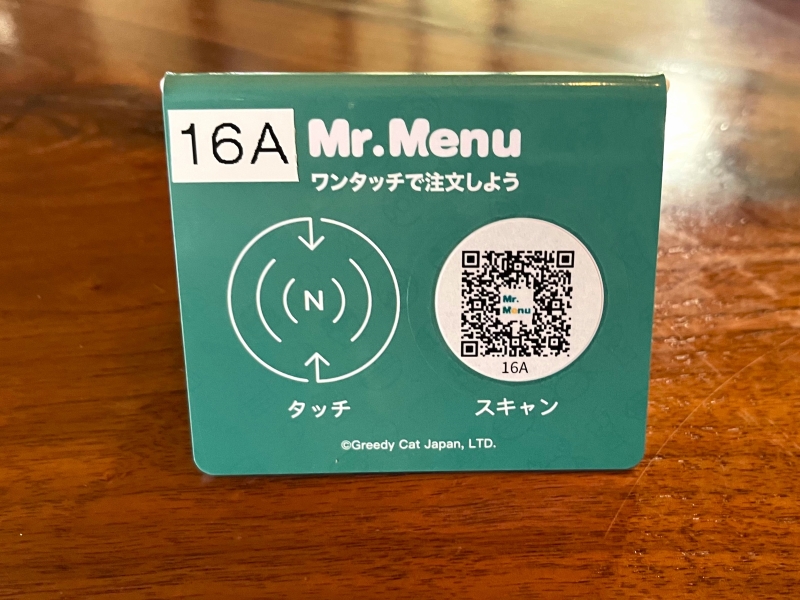 16A
Mr.Menu
ワンタッチで注文しよう
N
Mr.
Menu
16A
タッチ
スキャン
©Greedy Cat Japan, LTD.